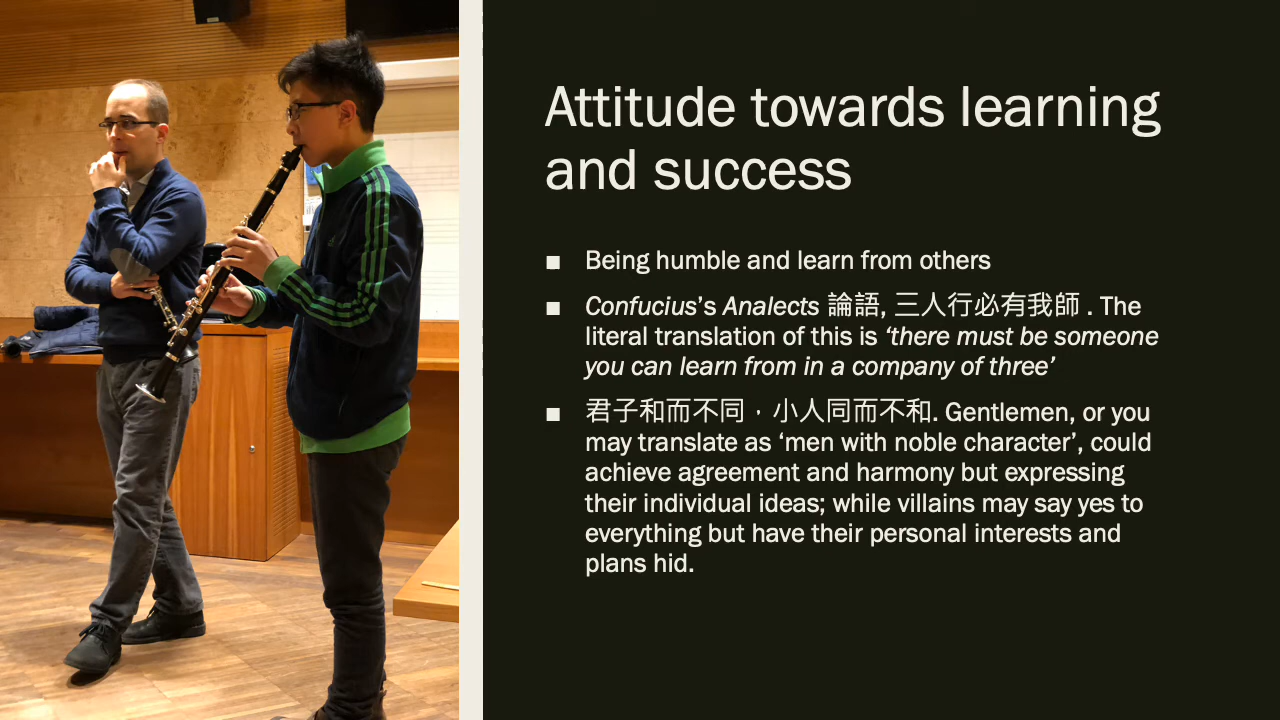 Attitude towards learning
and success
■ Being humble and learn from others
■ Confucius’s Analects 論語, 三人行必有我師 . The
literal translation of this is ‘there must be someone
you can learn from in a company of three’
■ 君子和而不同，小人同而不和. Gentlemen, or you
may translate as ‘men with noble character’, could
achieve agreement and harmony but expressing
their individual ideas; while villains may say yes to
everything but have their personal interests and
plans hid.